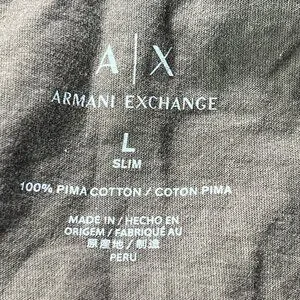 A|X
ARMANI EXCHANGE
L
SLIM
100% PIMA COTTON / COTON PIMA
MADE IN / HECHO EN
ORIGEM / FABRIQUÉ AU
原産地 / 制造
PERU